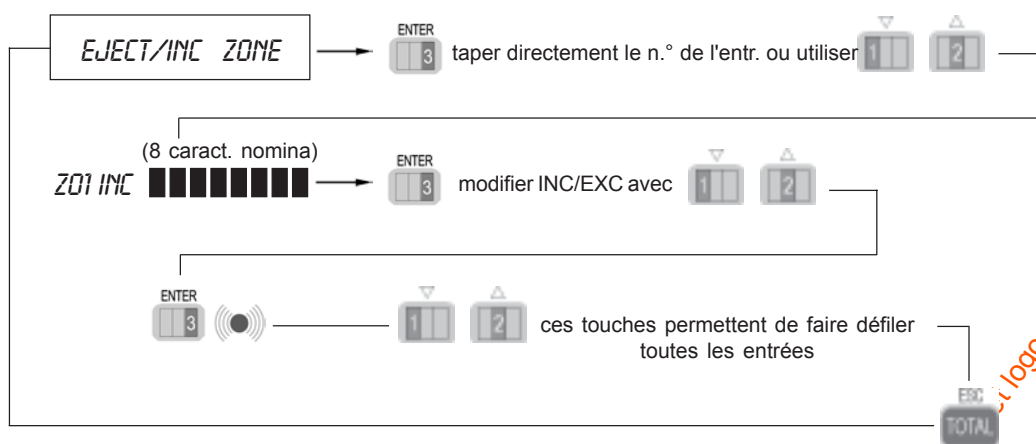 EJECT/INC ZONE
ENTER
3
taper directement le n.° de l'entr. ou utiliser
1
2
(8 caract. nomina)
Z01 INC
ENTER
3
modifier INC/EXC avec
1
2
ENTER
3
1
2
ces touches permettent de faire défiler
toutes les entrées
ESC
TOTAL